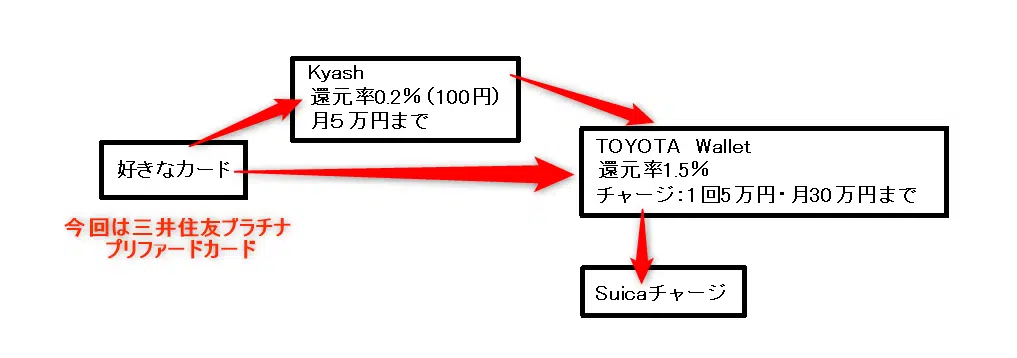 Kyash
還元率0.2%(100円)
月5万円まで
好きなカード
今回は三井住友プラチナ
プリファードカード
TOYOTA Wallet
還元率1.5%
チャージ:1回5万円・月30万円まで
Suicaチャージ